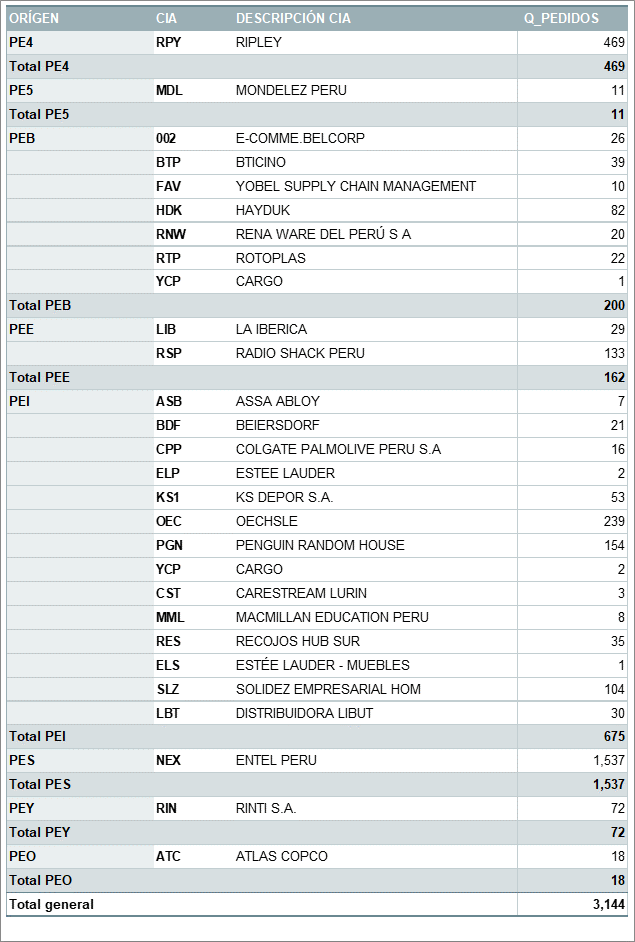 ORÍGEN CIA DESCRIPCIÓN CIA Q_PEDIDOS
PE4 RPY RIPLEY 469
Total PE4 469
PE5 MDL MONDELEZ PERU 11
Total PE5 11
PEB 002 E-COMME.BELCORP 26
BTP BTICINO 39
FAV YOBEL SUPPLY CHAIN MANAGEMENT 10
HDK HAYDUK 82
RNW RENA WARE DEL PERÚ S A 20
RTP ROTOPLAS 22
YCP CARGO 1
Total PEB 200
PEE LIB LA IBERICA 29
RSP RADIO SHACK PERU 133
Total PEE 162
PEI ASB ASSA ABLOY 7
BDF BEIERSDORF 21
CPP COLGATE PALMOLIVE PERU S.A 16
ELP ESTEE LAUDER 2
KS1 KS DEPOR S.A. 53
OEC OECHSLE 239
PGN PENGUIN RANDOM HOUSE 154
YCP CARGO 2
CST CARESTREAM LURIN 3
MML MACMILLAN EDUCATION PERU 8
RES RECOJOS HUB SUR 35
ELS ESTÉE LAUDER - MUEBLES 1
SLZ SOLIDEZ EMPRESARIAL HOM 104
LBT DISTRIBUIDORA LIBUT 30
Total PEI 675
PES NEX ENTEL PERU 1,537
Total PES 1,537
PEY RIN RINTI S.A. 72
Total PEY 72
PEO ATC ATLAS COPCO 18
Total PEO 18
Total general 3,144